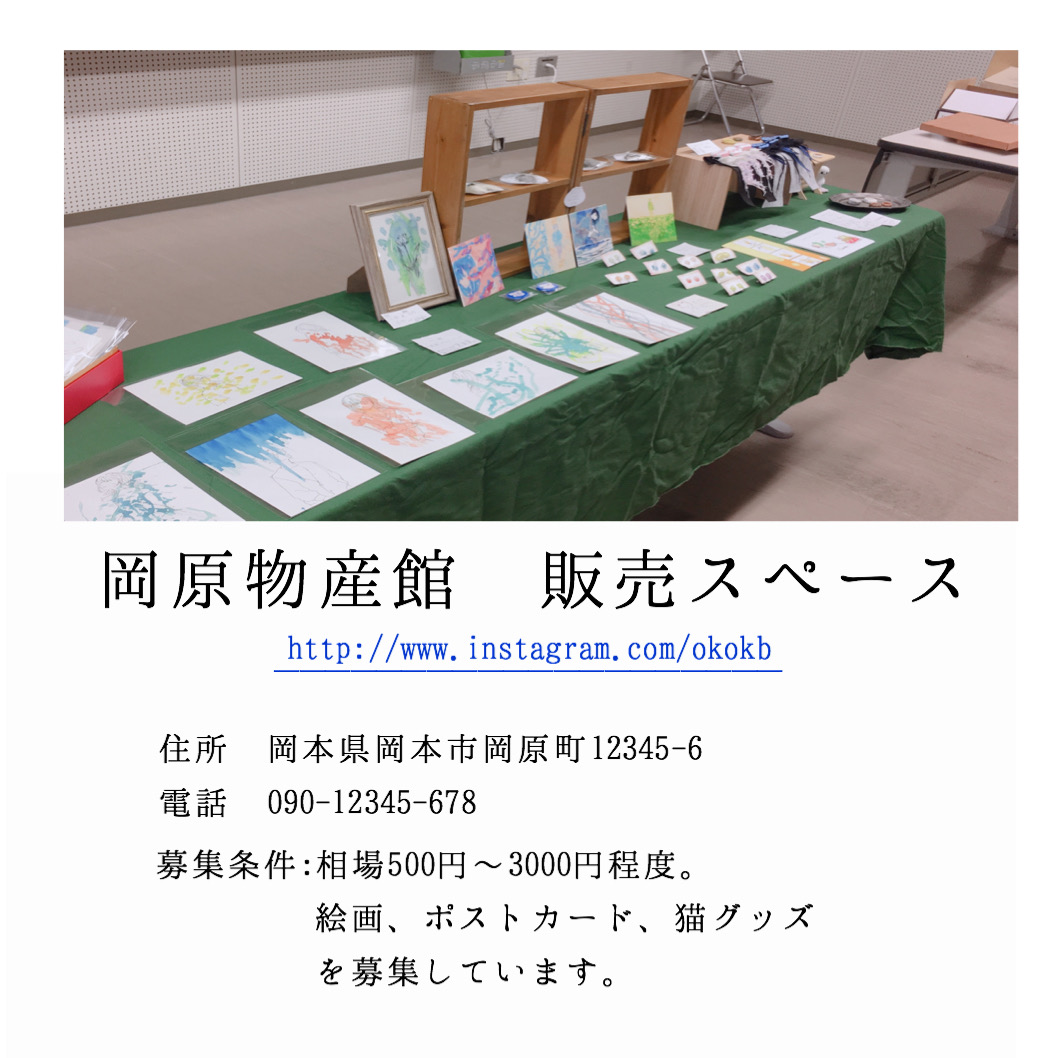 岡原物産館　販売スペース
http://www.instagram.com/okokb
住所　岡本県岡本市岡原町12345-6
電話　090-12345-678
募集条件:相場500円～3000円程度。
絵画、ポストカード、猫グッズ
を募集しています。